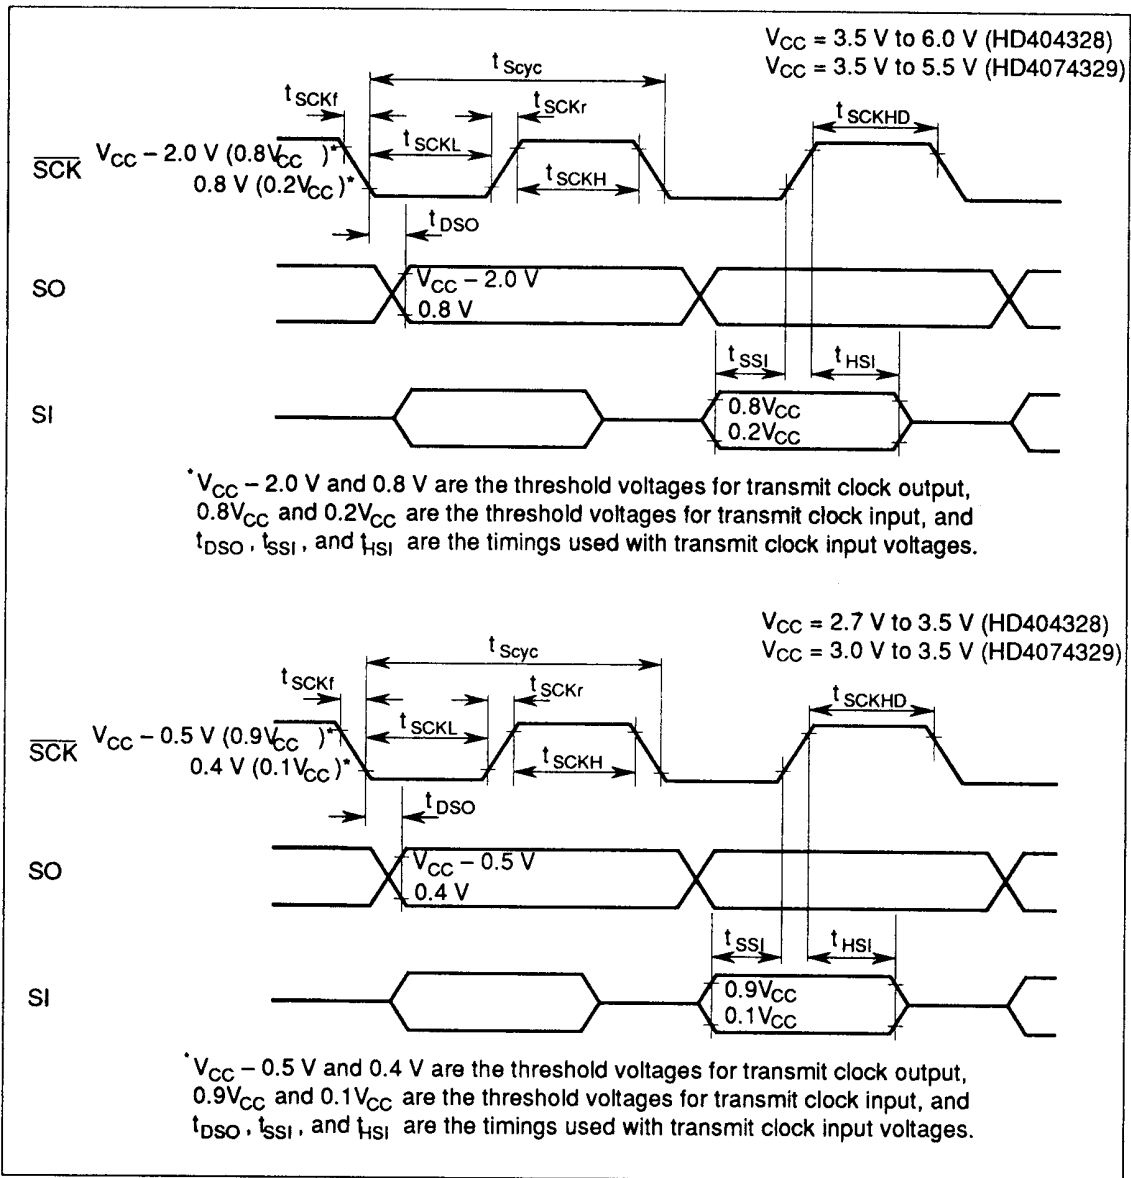 V_CC = 3.5 V to 6.0 V (HD404328)
V_CC = 3.5 V to 5.5 V (HD4074329)
t_Scyc
t_SCKf
t_SCKr
t_SCKHD
t_SCKL
SCK V_CC – 2.0 V (0.8V_CC )*
0.8 V (0.2V_CC)*
t_SCKH
t_DSO
SO
V_CC – 2.0 V
0.8 V
t_SSI
t_HSI
SI
0.8V_CC
0.2V_CC
*V_CC – 2.0 V and 0.8 V are the threshold voltages for transmit clock output,
0.8V_CC and 0.2V_CC are the threshold voltages for transmit clock input, and
t_DSO , t_SSI , and t_HSI are the timings used with transmit clock input voltages.
V_CC = 2.7 V to 3.5 V (HD404328)
V_CC = 3.0 V to 3.5 V (HD4074329)
t_Scyc
t_SCKf
t_SCKr
t_SCKHD
t_SCKL
SCK V_CC – 0.5 V (0.9V_CC )*
0.4 V (0.1V_CC)*
t_SCKH
t_DSO
SO
V_CC – 0.5 V
0.4 V
t_SSI
t_HSI
SI
0.9V_CC
0.1V_CC
*V_CC – 0.5 V and 0.4 V are the threshold voltages for transmit clock output,
0.9V_CC and 0.1V_CC are the threshold voltages for transmit clock input, and
t_DSO , t_SSI , and t_HSI are the timings used with transmit clock input voltages.